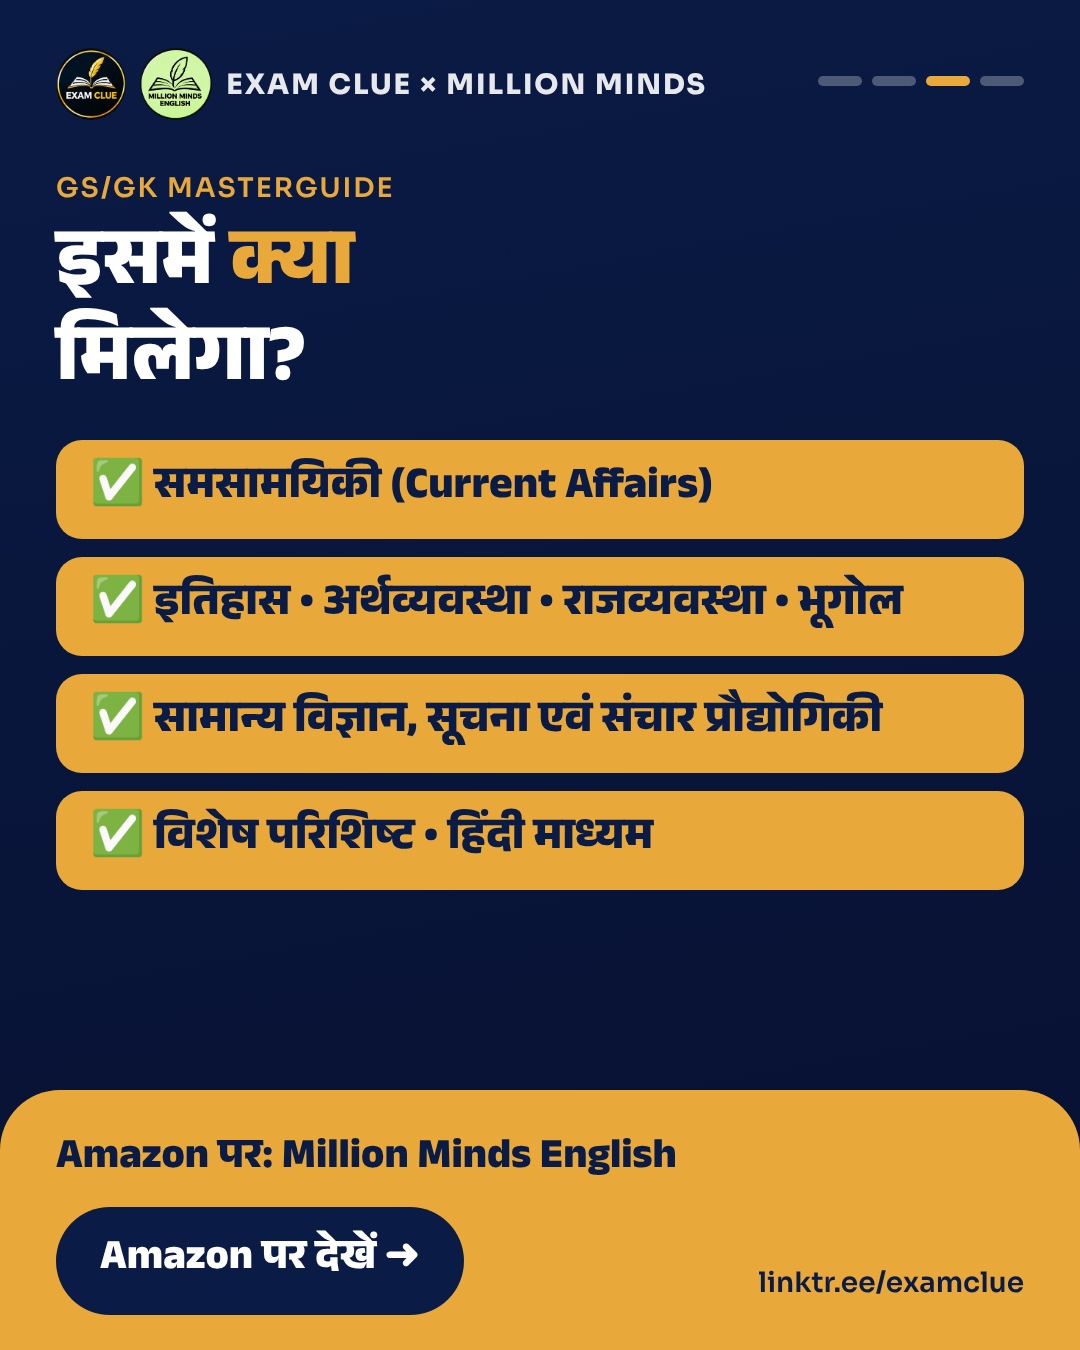 EXAM CLUE
MILLION MINDS
ENGLISH
EXAM CLUE × MILLION MINDS
GS/GK MASTERGUIDE
इसमें क्या
मिलेगा?
✅ समसामयिकी (Current Affairs)
✅ इतिहास • अर्थव्यवस्था • राजव्यवस्था • भूगोल
✅ सामान्य विज्ञान, सूचना एवं संचार प्रौद्योगिकी
✅ विशेष परिशिष्ट • हिंदी माध्यम
Amazon पर: Million Minds English
Amazon पर देखें ➜
linktr.ee/examclue